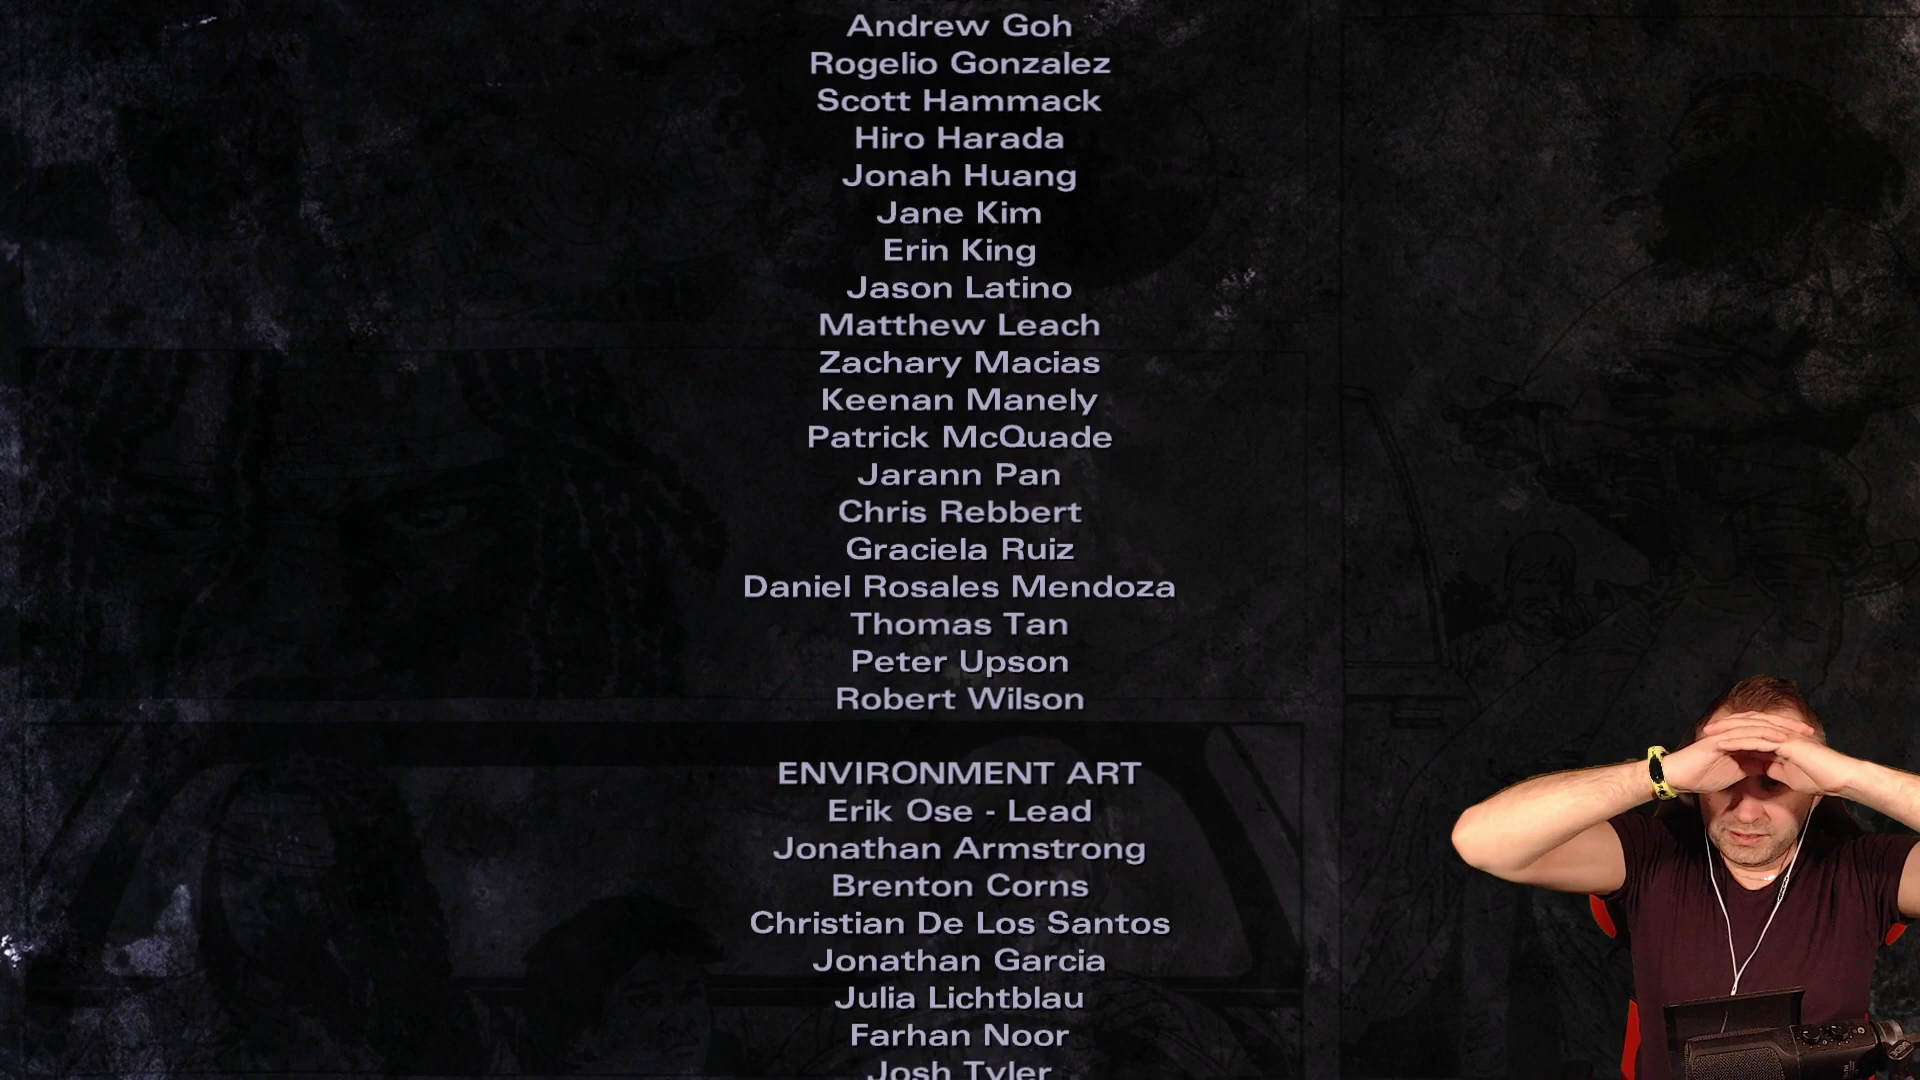 Andrew Goh
Rogelio Gonzalez
Scott Hammack
Hiro Harada
Jonah Huang
Jane Kim
Erin King
Jason Latino
Matthew Leach
Zachary Macias
Keenan Manely
Patrick McQuade
Jarann Pan
Chris Rebbert
Graciela Ruiz
Daniel Rosales Mendoza
Thomas Tan
Peter Upson
Robert Wilson
ENVIRONMENT ART
Erik Ose - Lead
Jonathan Armstrong
Brenton Corns
Christian De Los Santos
Jonathan Garcia
Julia Lichtblau
Farhan Noor
Josh Tyler